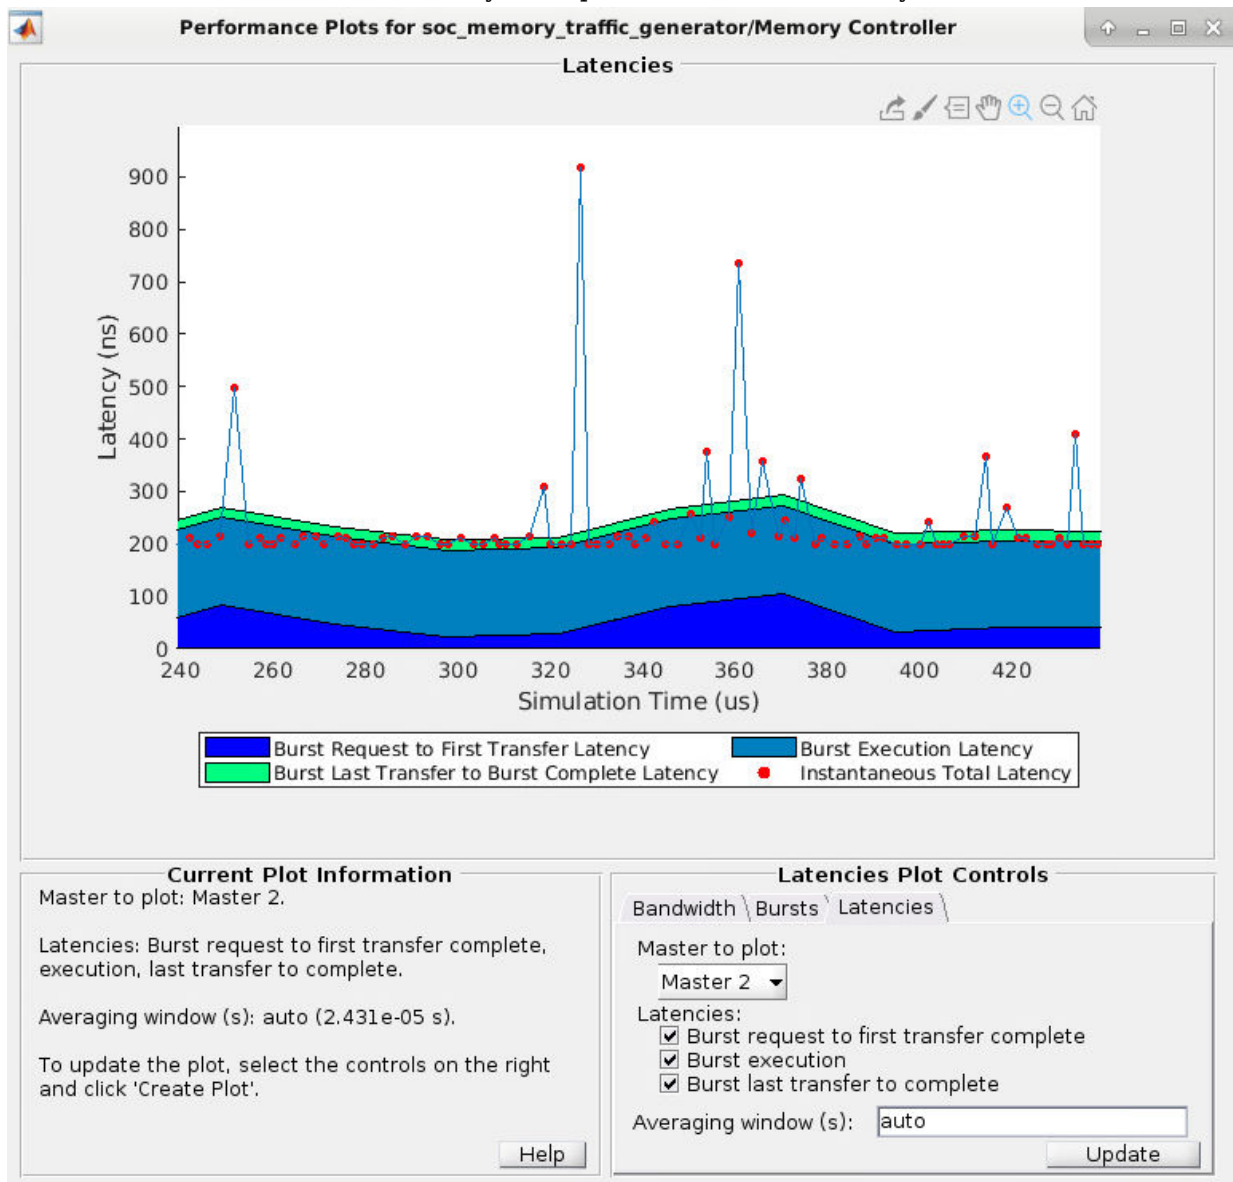 Performance Plots for soc_memory_traffic_generator/Memory Controller
Latencies
900
800
700
600
500
400
300
200
100
0
Latency (ns)
240 260 280 300 320 340 360 380 400 420
Simulation Time (us)
Burst Request to First Transfer Latency
Burst Execution Latency
Burst Last Transfer to Burst Complete Latency
Instantaneous Total Latency
Current Plot Information
Master to plot: Master 2.
Latencies: Burst request to first transfer complete,
execution, last transfer to complete.
Averaging window (s): auto (2.431e-05 s).
To update the plot, select the controls on the right
and click 'Create Plot'.
Help
Latencies Plot Controls
Bandwidth Bursts Latencies
Master to plot:
Master 2
Latencies:
Burst request to first transfer complete
Burst execution
Burst last transfer to complete
Averaging window (s): auto
Update